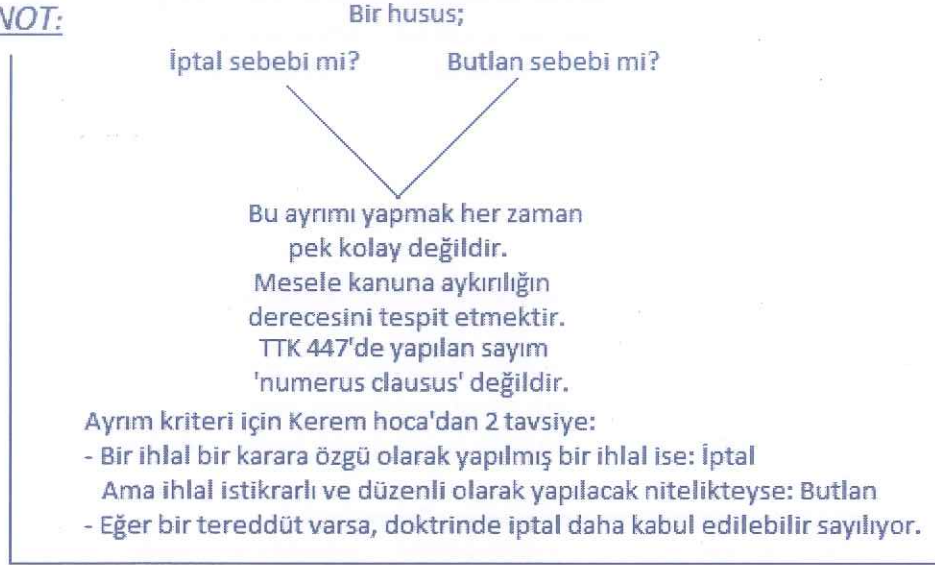 NOT:
Bir husus;
İptal sebebi mi? Butlan sebebi mi?
Bu ayrımı yapmak her zaman
pek kolay değildir.
Mesele kanuna aykırılığın
derecesini tespit etmektir.
TTK 447'de yapılan sayım
'numerus clausus' değildir.
Ayrım kriteri için Kerem hoca'dan 2 tavsiye:
- Bir ihlal bir karara özgü olarak yapılmış bir ihlal ise: İptal
Ama ihlal istikrarlı ve düzenli olarak yapılacak nitelikteyse: Butlan
- Eğer bir tereddüt varsa, doktrinde iptal daha kabul edilebilir sayılıyor.